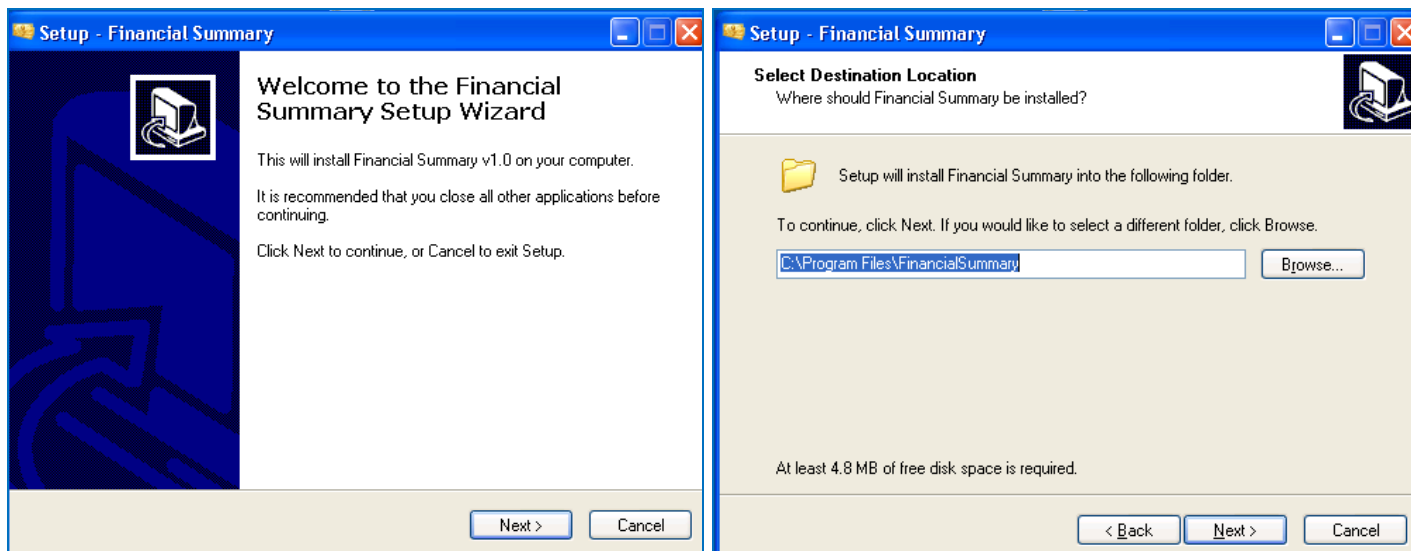 Setup - Financial Summary
Welcome to the Financial
Summary Setup Wizard
This will install Financial Summary v1.0 on your computer.
It is recommended that you close all other applications before
continuing.
Click Next to continue, or Cancel to exit Setup.
Next >
Cancel
Setup - Financial Summary
Select Destination Location
Where should Financial Summary be installed?
Setup will install Financial Summary into the following folder.
To continue, click Next. If you would like to select a different folder, click Browse.
C:\Program Files\FinancialSummary
Browse...
At least 4.8 MB of free disk space is required.
< Back
Next >
Cancel